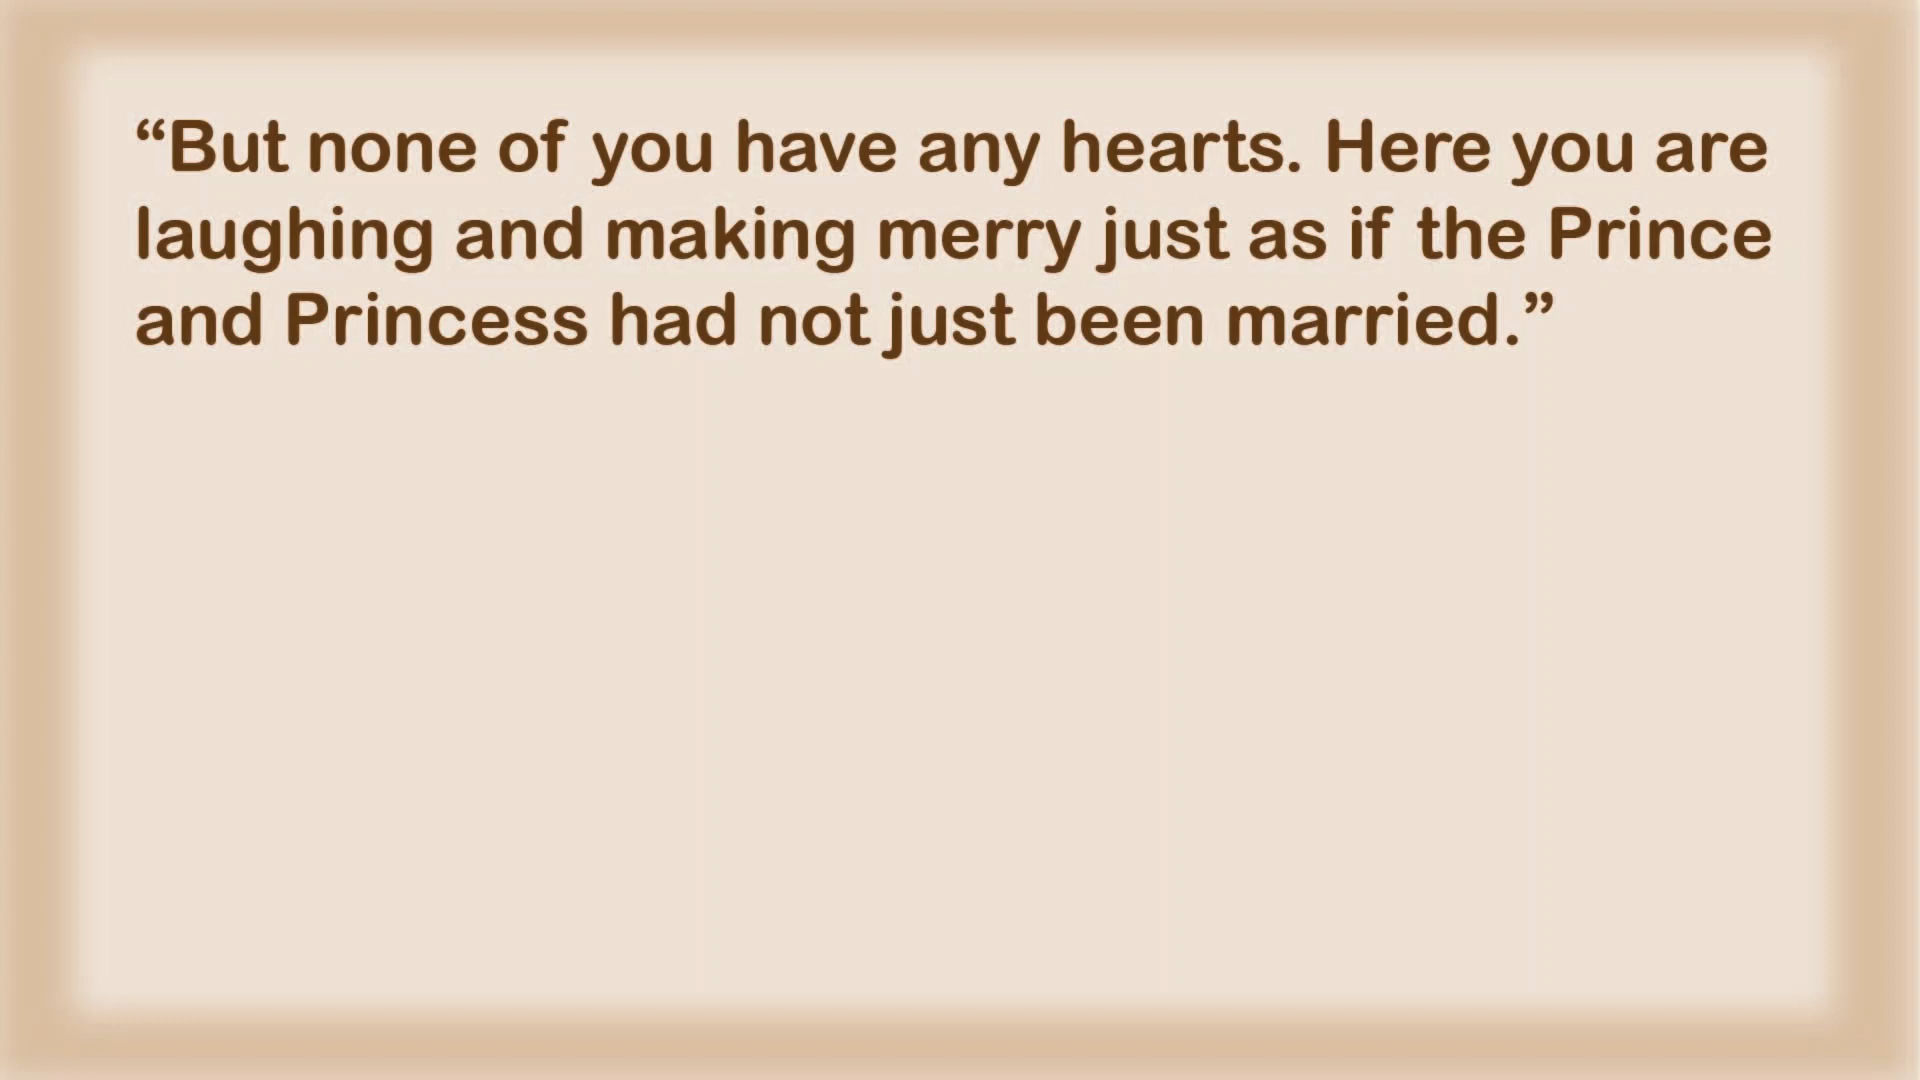 “But none of you have any hearts. Here you are
laughing and making merry just as if the Prince
and Princess had not just been married.”